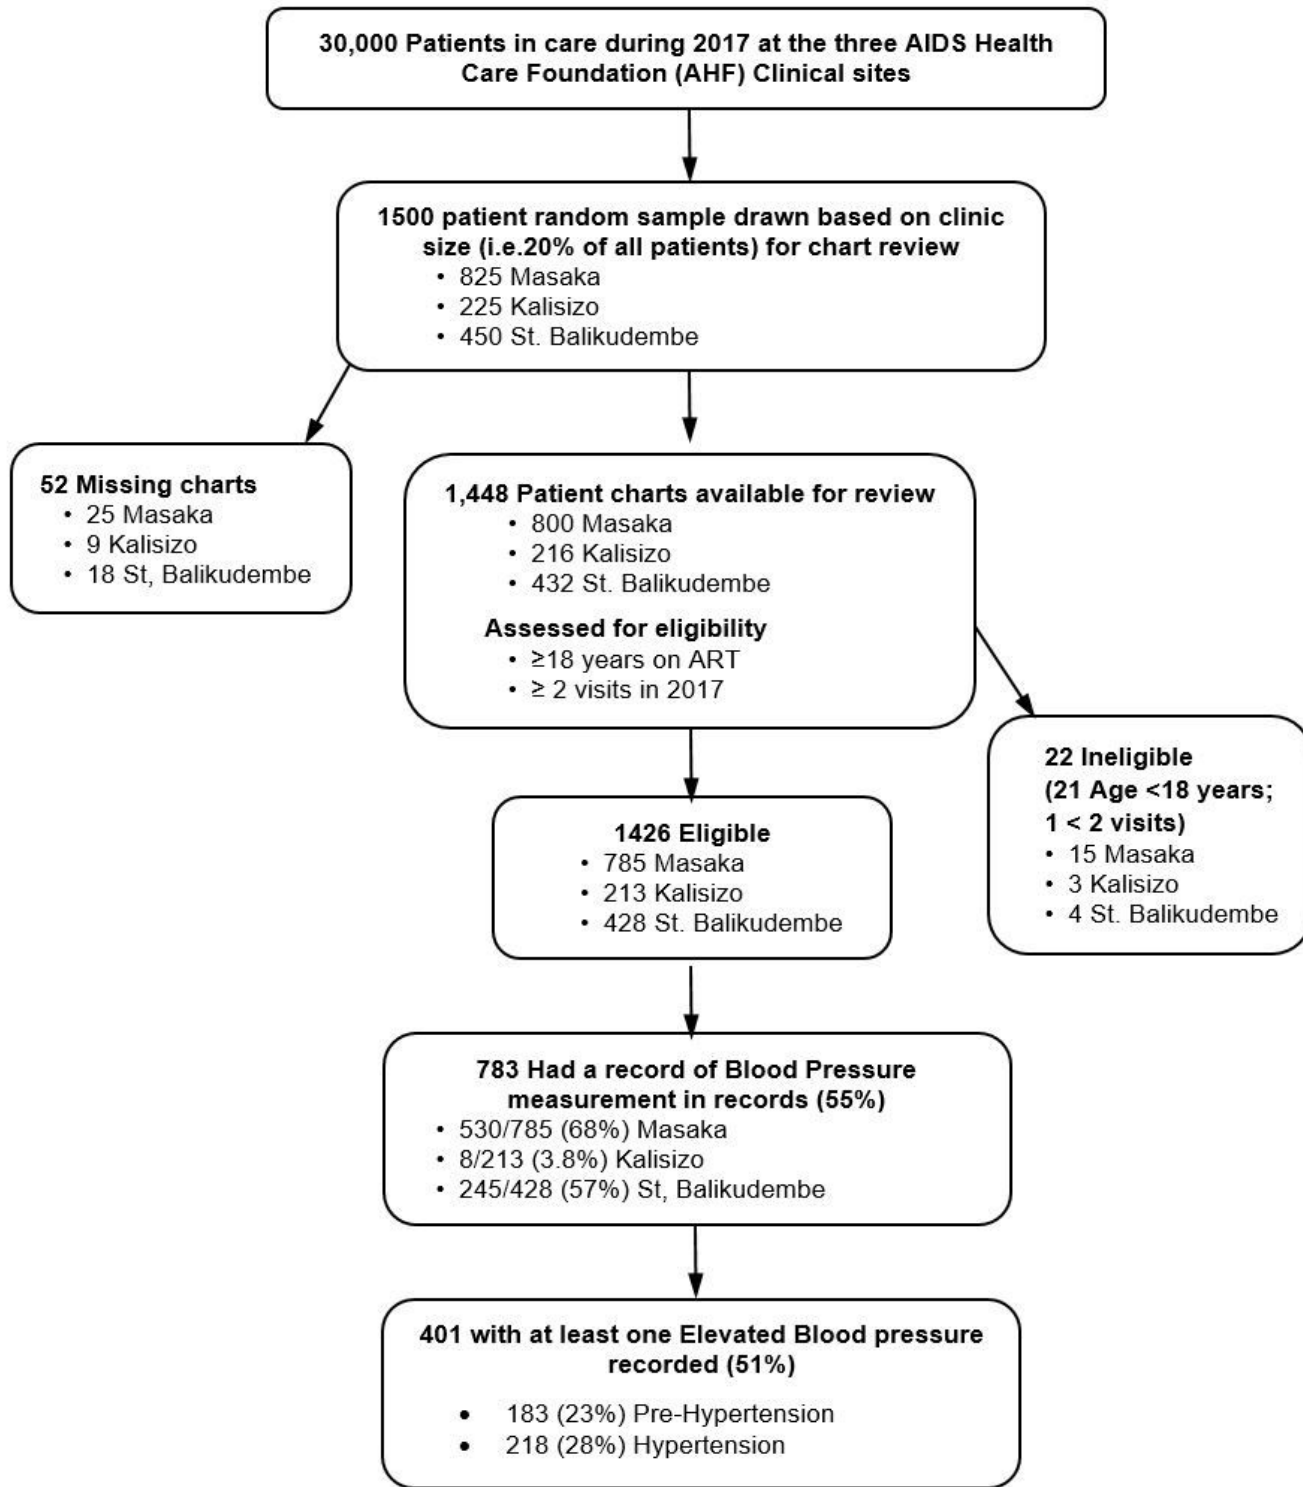 30,000 Patients in care during 2017 at the three AIDS Health
Care Foundation (AHF) Clinical sites
1500 patient random sample drawn based on clinic
size (i.e.20% of all patients) for chart review
• 825 Masaka
• 225 Kalisizo
• 450 St. Balikudembe
52 Missing charts
• 25 Masaka
• 9 Kalisizo
• 18 St, Balikudembe
1,448 Patient charts available for review
• 800 Masaka
• 216 Kalisizo
• 432 St. Balikudembe
Assessed for eligibility
• ≥18 years on ART
• ≥ 2 visits in 2017
22 Ineligible
(21 Age <18 years;
1 < 2 visits)
• 15 Masaka
• 3 Kalisizo
• 4 St. Balikudembe
1426 Eligible
• 785 Masaka
• 213 Kalisizo
• 428 St. Balikudembe
783 Had a record of Blood Pressure
measurement in records (55%)
• 530/785 (68%) Masaka
• 8/213 (3.8%) Kalisizo
• 245/428 (57%) St, Balikudembe
401 with at least one Elevated Blood pressure
recorded (51%)
• 183 (23%) Pre-Hypertension
• 218 (28%) Hypertension